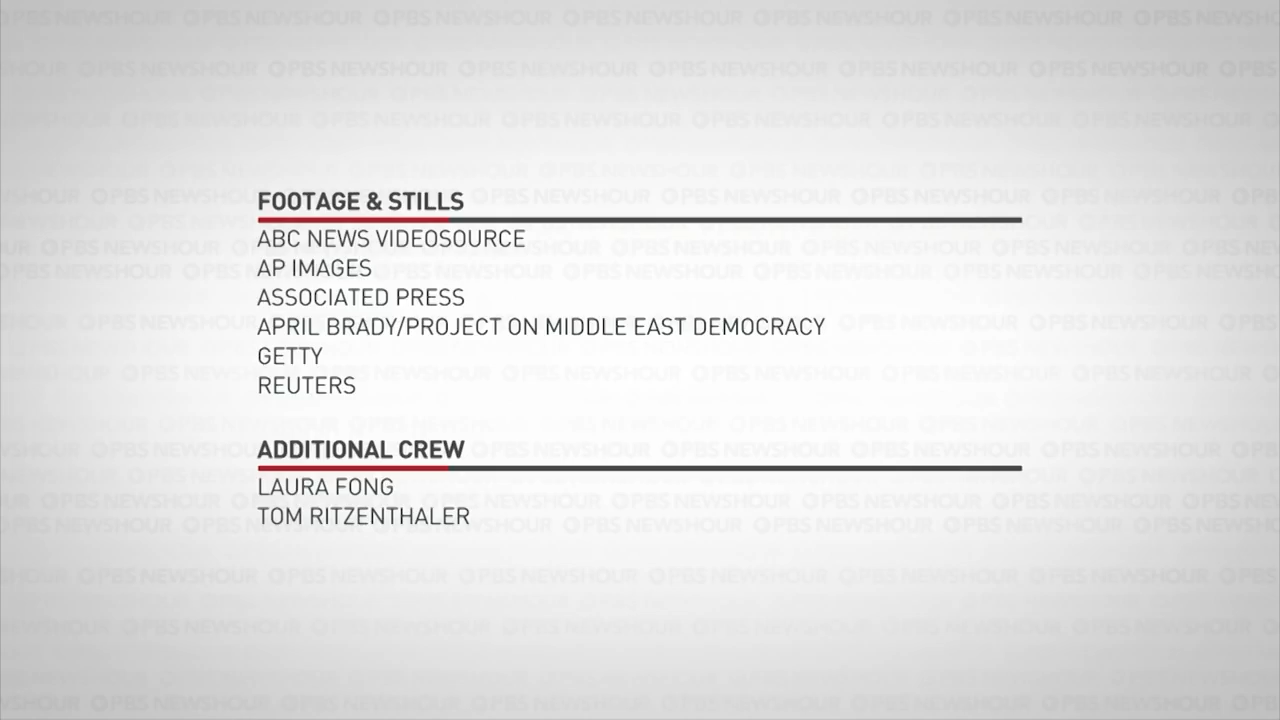 FOOTAGE & STILLS
ABC NEWS VIDEOSOURCE
AP IMAGES
ASSOCIATED PRESS
APRIL BRADY/PROJECT ON MIDDLE EAST DEMOCRACY
GETTY
REUTERS
ADDITIONAL CREW
LAURA FONG
TOM RITZENTHALER